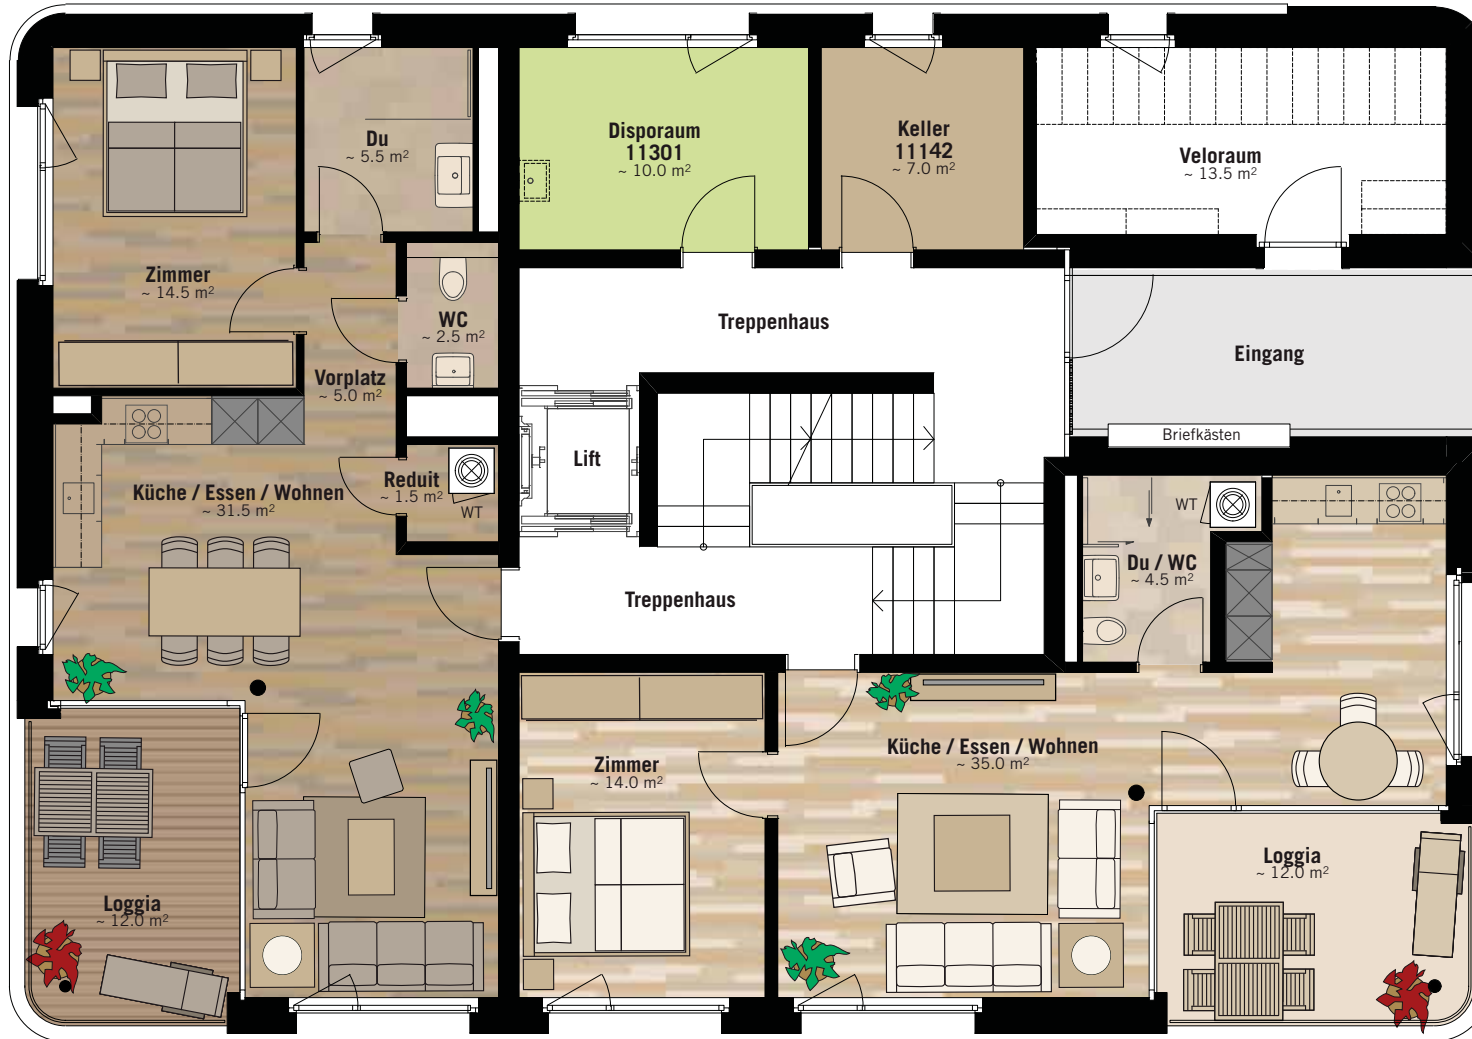 Disporaum
11301
~ 10.0 m²
Keller
11142
~ 7.0 m²
Du
~ 5.5 m²
Veloraum
~ 13.5 m²
Zimmer
~ 14.5 m²
WC
~ 2.5 m²
Treppenhaus
Eingang
Vorplatz
~ 5.0 m²
Briefkästen
Lift
Reduit
~ 1.5 m²
WT
Küche / Essen / Wohnen
~ 31.5 m²
WT
Du / WC
~ 4.5 m²
Treppenhaus
Küche / Essen / Wohnen
~ 35.0 m²
Zimmer
~ 14.0 m²
Loggia
~ 12.0 m²
Loggia
~ 12.0 m²